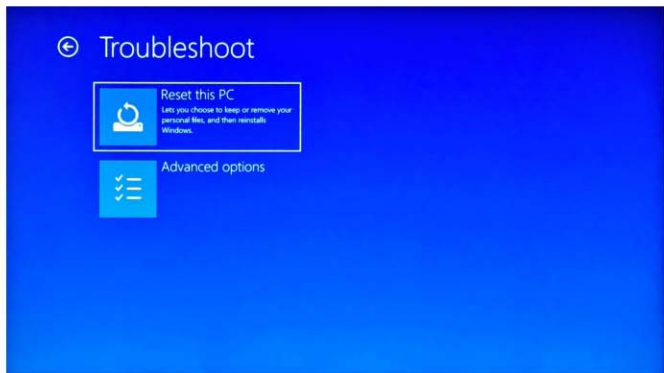 Troubleshoot
Reset this PC
Lets you choose to keep or remove your
personal files, and then reinstalls
Windows.
Advanced options